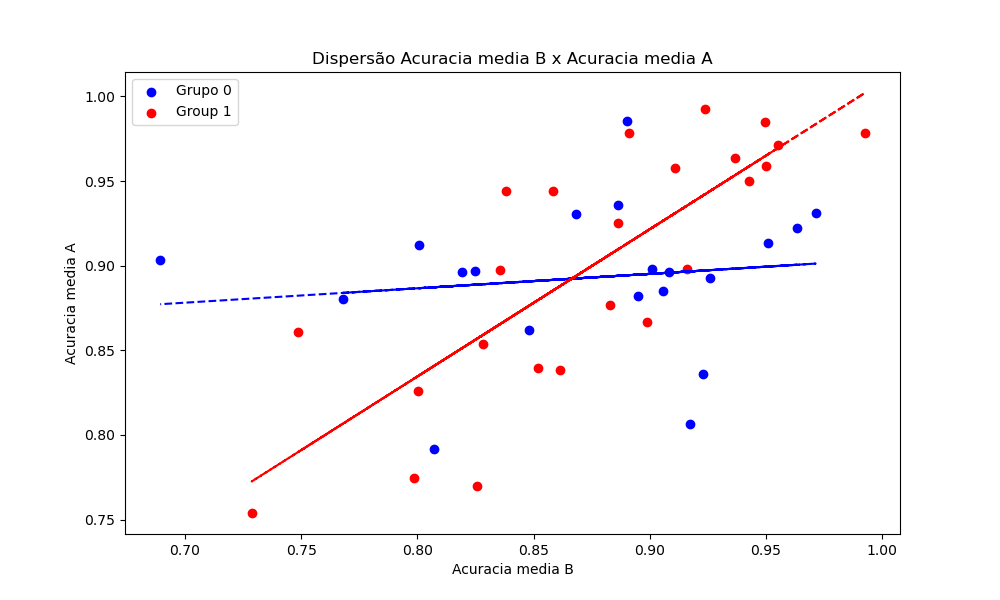 Dispersão Acuracia media B x Acuracia media A
Grupo 0
Group 1
Acuracia media A
1.00
0.95
0.90
0.85
0.80
0.75
0.70
0.75
0.80
0.85
0.90
0.95
1.00
Acuracia media B